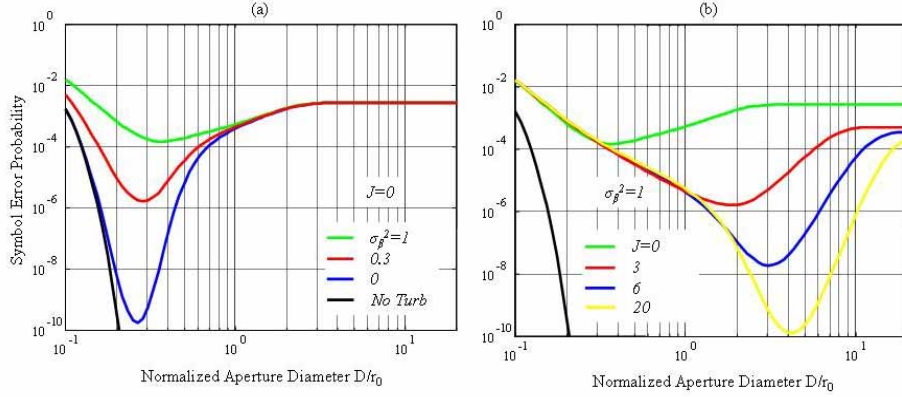 (a)
(b)
Symbol Error Probability
10^0
10^-2
10^-4
10^-6
10^-8
10^-10
J=0
σβ²=1
0.3
0
No Turb
10^-1
10^0
10^1
Normalized Aperture Diameter D/r0
10^0
10^-2
10^-4
10^-6
10^-8
10^-10
σβ²=1
J=0
3
6
20
10^-1
10^0
10^1
Normalized Aperture Diameter D/r0